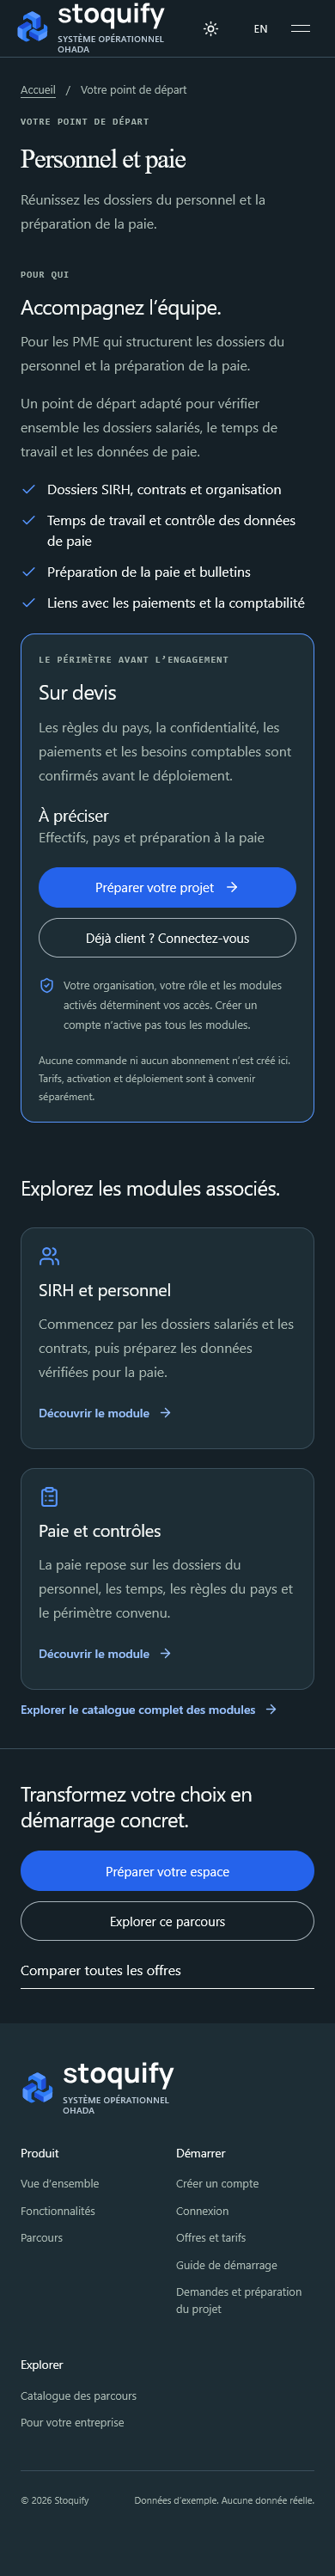 stoquify
SYSTÈME OPÉRATIONNEL
OHADA
EN
Accueil / Votre point de départ
VOTRE POINT DE DÉPART
Personnel et paie
Réunissez les dossiers du personnel et la
préparation de la paie.
POUR QUI
Accompagnez l’équipe.
Pour les PME qui structurent les dossiers du
personnel et la préparation de la paie.
Un point de départ adapté pour vérifier
ensemble les dossiers salariés, le temps de
travail et les données de paie.
Dossiers SIRH, contrats et organisation
Temps de travail et contrôle des données
de paie
Préparation de la paie et bulletins
Liens avec les paiements et la comptabilité
LE PÉRIMÈTRE AVANT L’ENGAGEMENT
Sur devis
Les règles du pays, la confidentialité, les
paiements et les besoins comptables sont
confirmés avant le déploiement.
À préciser
Effectifs, pays et préparation à la paie
Préparer votre projet
Déjà client ? Connectez-vous
Votre organisation, votre rôle et les modules
activés déterminent vos accès. Créer un
compte n’active pas tous les modules.
Aucune commande ni aucun abonnement n’est créé ici.
Tarifs, activation et déploiement sont à convenir
séparément.
Explorez les modules associés.
SIRH et personnel
Commencez par les dossiers salariés et les
contrats, puis préparez les données
vérifiées pour la paie.
Découvrir le module
Paie et contrôles
La paie repose sur les dossiers du
personnel, les temps, les règles du pays et
le périmètre convenu.
Découvrir le module
Explorer le catalogue complet des modules
Transformez votre choix en
démarrage concret.
Préparer votre espace
Explorer ce parcours
Comparer toutes les offres
stoquify
SYSTÈME OPÉRATIONNEL
OHADA
Produit
Vue d’ensemble
Fonctionnalités
Parcours
Démarrer
Créer un compte
Connexion
Offres et tarifs
Guide de démarrage
Demandes et préparation
du projet
Explorer
Catalogue des parcours
Pour votre entreprise
© 2026 Stoquify
Données d’exemple. Aucune donnée réelle.